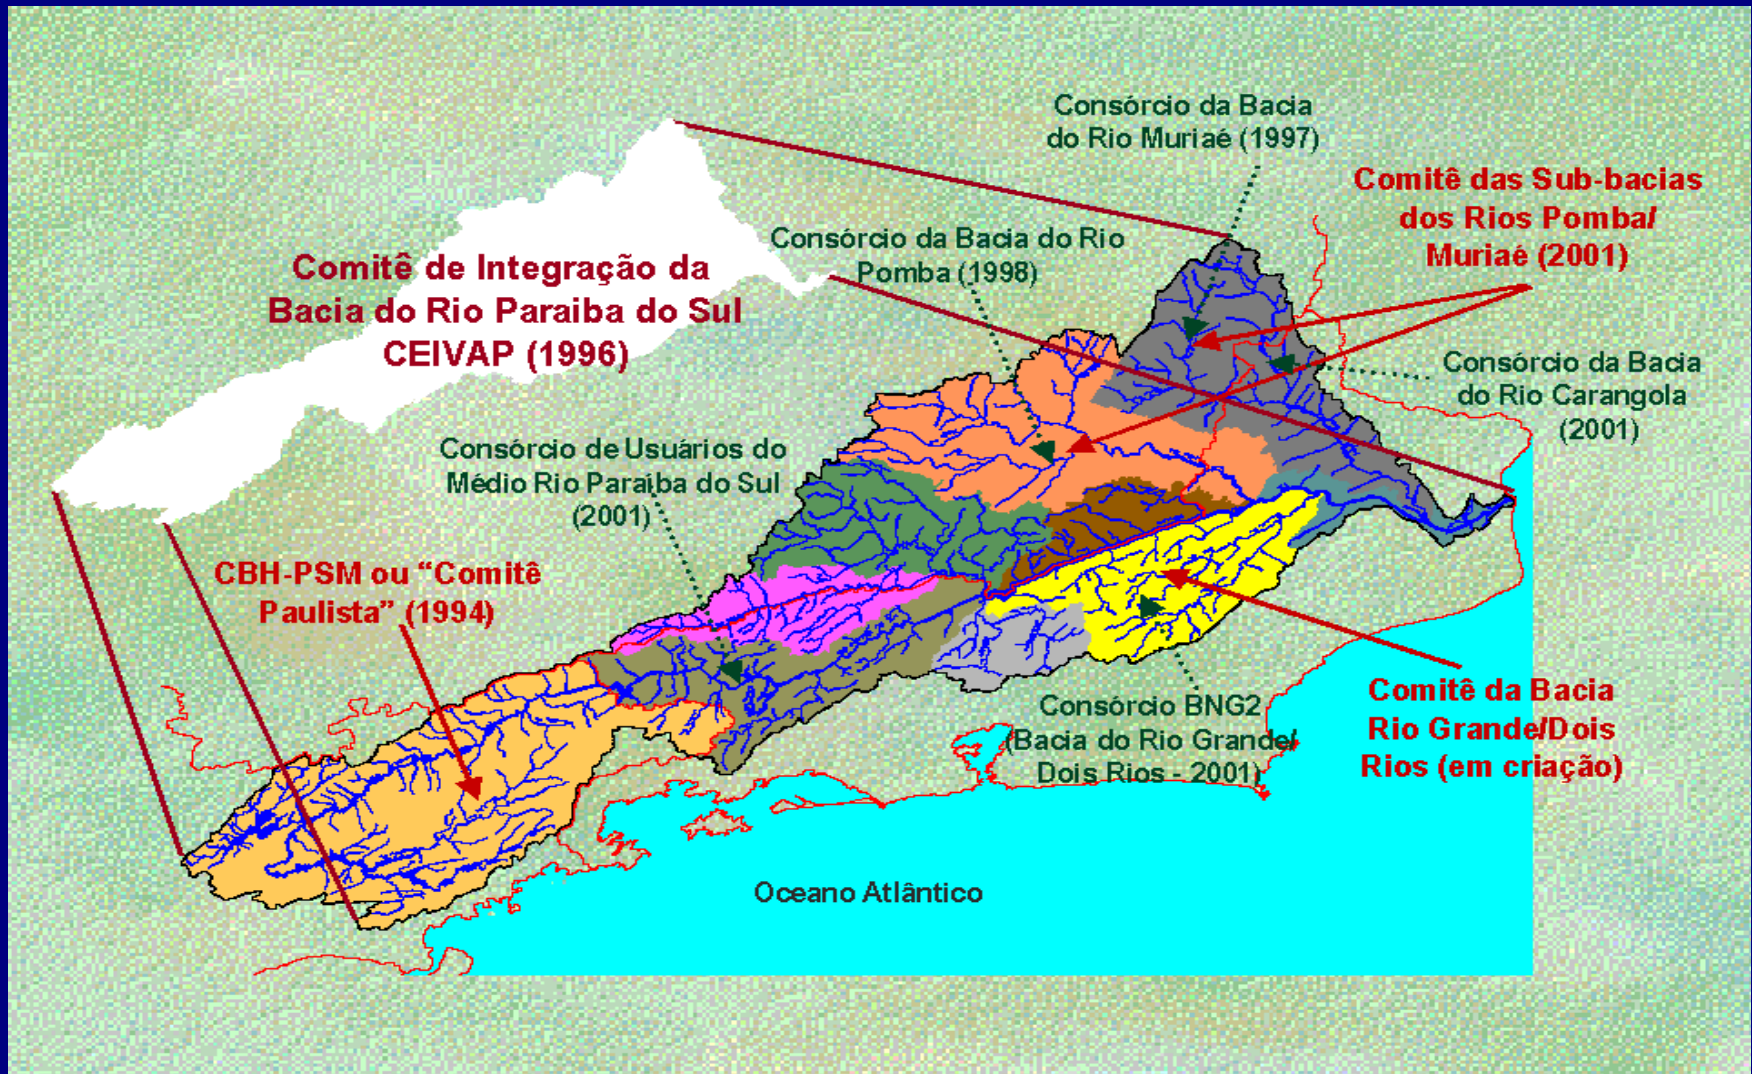 Consórcio da Bacia
do Rio Muriaé (1997)
Comitê das Sub-bacias
dos Rios Pomba/
Muriaé (2001)
Consórcio da Bacia do Rio
Pomba (1998)
Comitê de Integração da
Bacia do Rio Paraiba do Sul
CEIVAP (1996)
Consórcio da Bacia
do Rio Carangola
(2001)
Consórcio de Usuários do
Médio Rio Paraíba do Sul
(2001)
CBH-PSM ou “Comitê
Paulista” (1994)
Comitê da Bacia
Rio Grande/Dois
Rios (em criação)
Consórcio BNG2
(Bacia do Rio Grande/
Dois Rios - 2001)
Oceano Atlântico